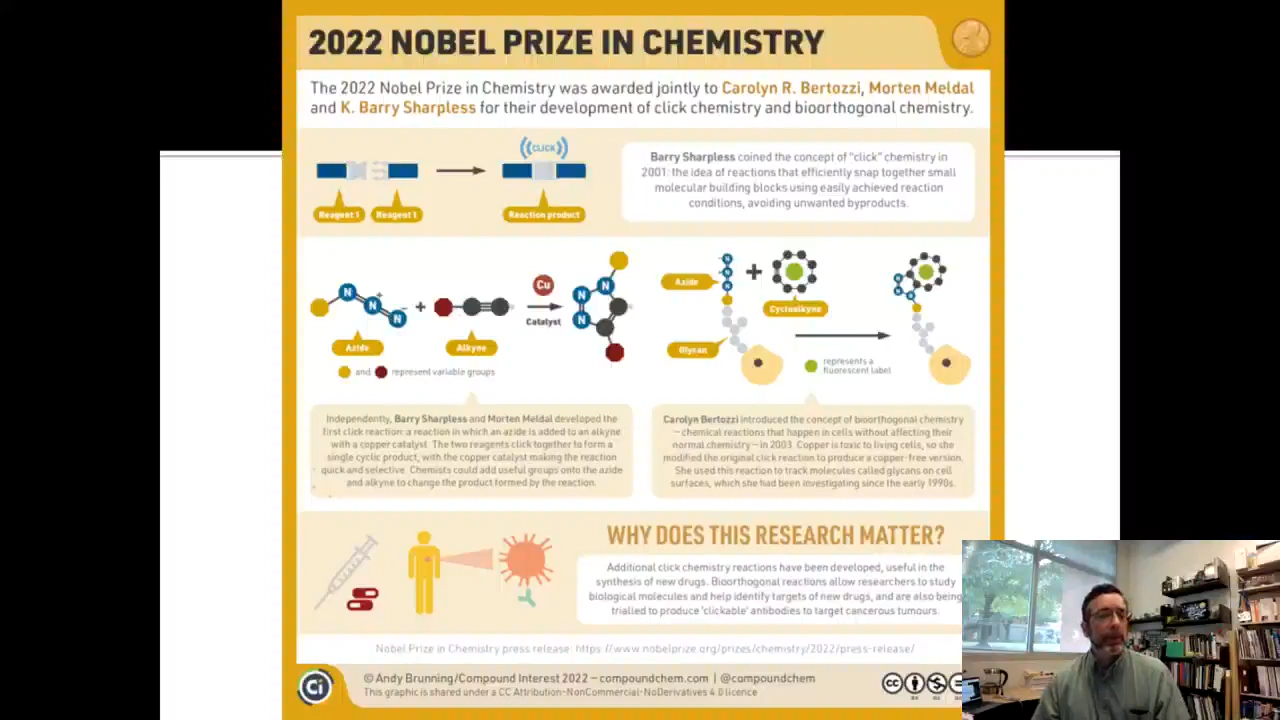 2022 NOBEL PRIZE IN CHEMISTRY
The 2022 Nobel Prize in Chemistry was awarded jointly to Carolyn R. Bertozzi, Morten Meldal
and K. Barry Sharpless for their development of click chemistry and bioorthogonal chemistry.
((CLICK))
Reagent 1
Reagent 1
Reaction product
Barry Sharpless coined the concept of "click" chemistry in
2001: the idea of reactions that efficiently snap together small
molecular building blocks using easily achieved reaction
conditions, avoiding unwanted byproducts.
N
N
+
N
-
+
Cu
Catalyst
N
N
N
Azide
Alkyne
and
represent variable groups
Azide
N
N
N
+
Cycloalkyne
Glycan
represents a
fluorescent label
N
N
N
Independently, Barry Sharpless and Morten Meldal developed the
first click reaction: a reaction in which an azide is added to an alkyne
with a copper catalyst. The two reagents click together to form a
single cyclic product, with the copper catalyst making the reaction
quick and selective. Chemists could add useful groups onto the azide
and alkyne to change the product formed by the reaction.
Carolyn Bertozzi introduced the concept of bioorthogonal chemistry
– chemical reactions that happen in cells without affecting their
normal chemistry – in 2003. Copper is toxic to living cells, so she
modified the original click reaction to produce a copper-free version.
She used this reaction to track molecules called glycans on cell
surfaces, which she had been investigating since the early 1990s.
WHY DOES THIS RESEARCH MATTER?
Additional click chemistry reactions have been developed, useful in the
synthesis of new drugs. Bioorthogonal reactions allow researchers to study
biological molecules and help identify targets of new drugs, and are also being
trialled to produce 'clickable' antibodies to target cancerous tumours.
Nobel Prize in Chemistry press release: https://www.nobelprize.org/prizes/chemistry/2022/press-release/
Ci
© Andy Brunning/Compound Interest 2022 – compoundchem.com | @compoundchem
This graphic is shared under a CC Attribution-NonCommercial-NoDerivatives 4.0 licence
cc